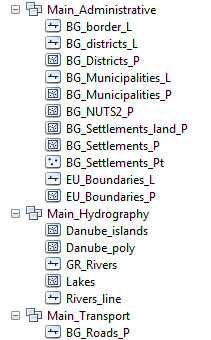 Main_Administrative
BG_border_L
BG_districts_L
BG_Districts_P
BG_Municipalities_L
BG_Municipalities_P
BG_NUTS2_P
BG_Settlements_land_P
BG_Settlements_P
BG_Settlements_Pt
EU_Boundaries_L
EU_Boundaries_P
Main_Hydrography
Danube_islands
Danube_poly
GR_Rivers
Lakes
Rivers_line
Main_Transport
BG_Roads_P